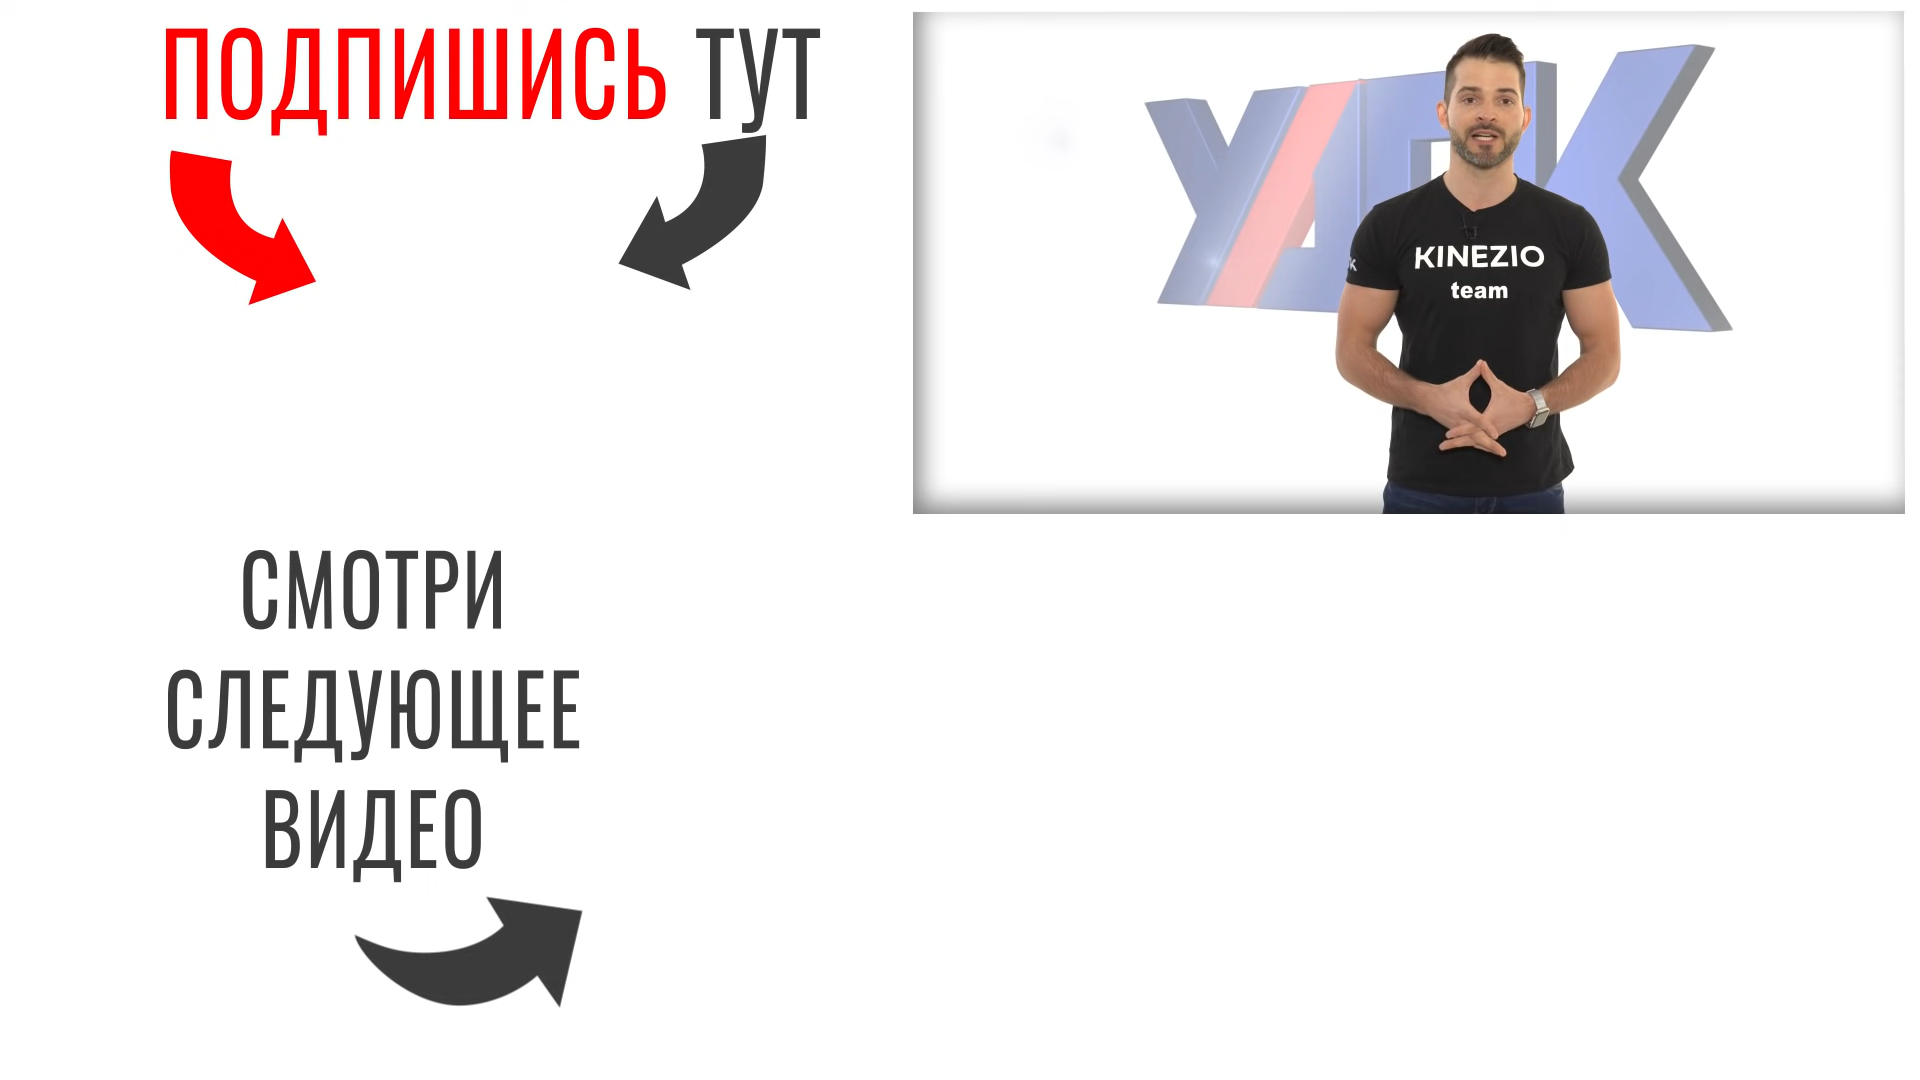 ПОДПИШИСЬ ТУТ
KINEZIO
team
СМОТРИ
СЛЕДУЮЩЕЕ
ВИДЕО